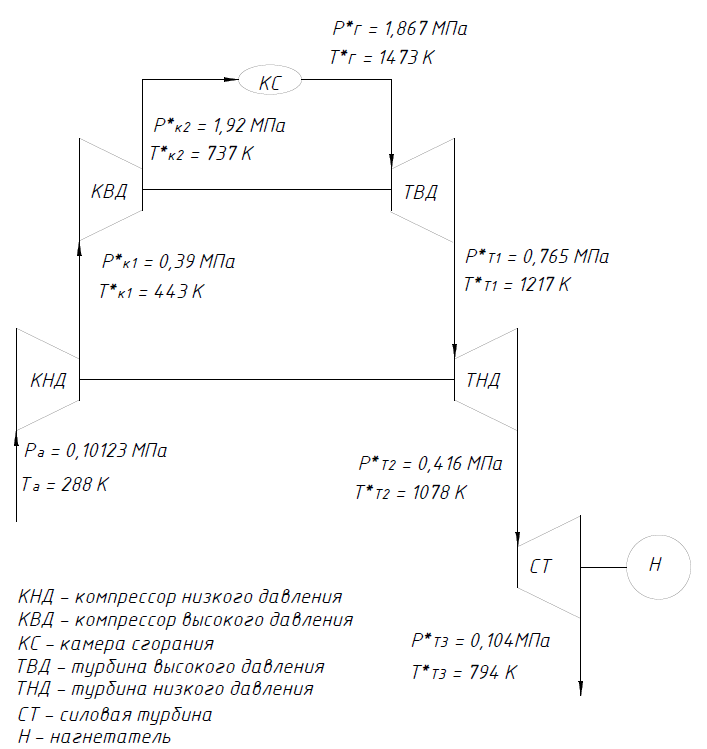 P*г = 1,867 МПа
T*г = 1473 К
КС
P*к2 = 1,92 МПа
T*к2 = 737 К
КВД
ТВД
P*к1 = 0,39 МПа
T*к1 = 443 К
P*т1 = 0,765 МПа
T*т1 = 1217 К
КНД
ТНД
Pа = 0,10123 МПа
Tа = 288 К
P*т2 = 0,416 МПа
T*т2 = 1078 К
СТ
Н
P*т3 = 0,104МПа
T*т3 = 794 К
КНД – компрессор низкого давления
КВД – компрессор высокого давления
КС – камера сгорания
ТВД – турбина высокого давления
ТНД – турбина низкого давления
СТ – силовая турбина
Н – нагнетатель